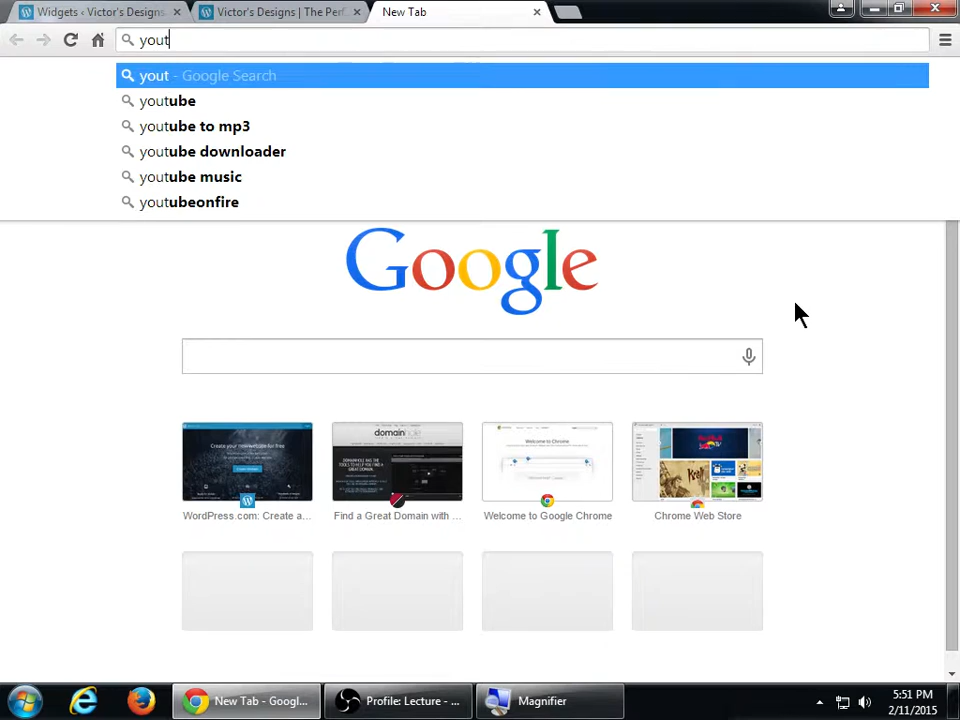 Widgets ‹ Victor's Designs
Victor's Designs | The Perf
New Tab
yout
yout - Google Search
youtube
youtube to mp3
youtube downloader
youtube music
youtubeonfire
Google
WordPress.com: Create a...
Find a Great Domain with ...
Welcome to Google Chrome
Chrome Web Store
New Tab - Googl...
Profile: Lecture - ...
Magnifier
5:51 PM
2/11/2015